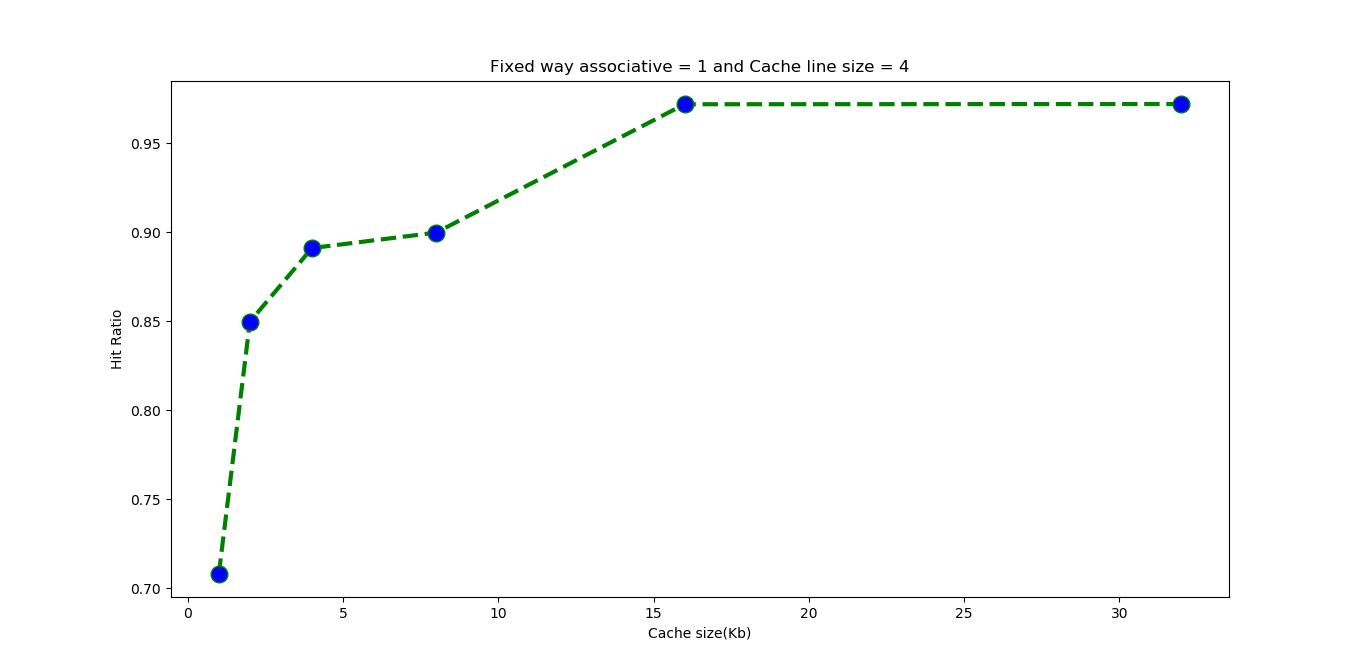 Fixed way associative = 1 and Cache line size = 4
0.95
0.90
0.85
0.80
0.75
0.70
Hit Ratio
0 5 10 15 20 25 30
Cache size(Kb)